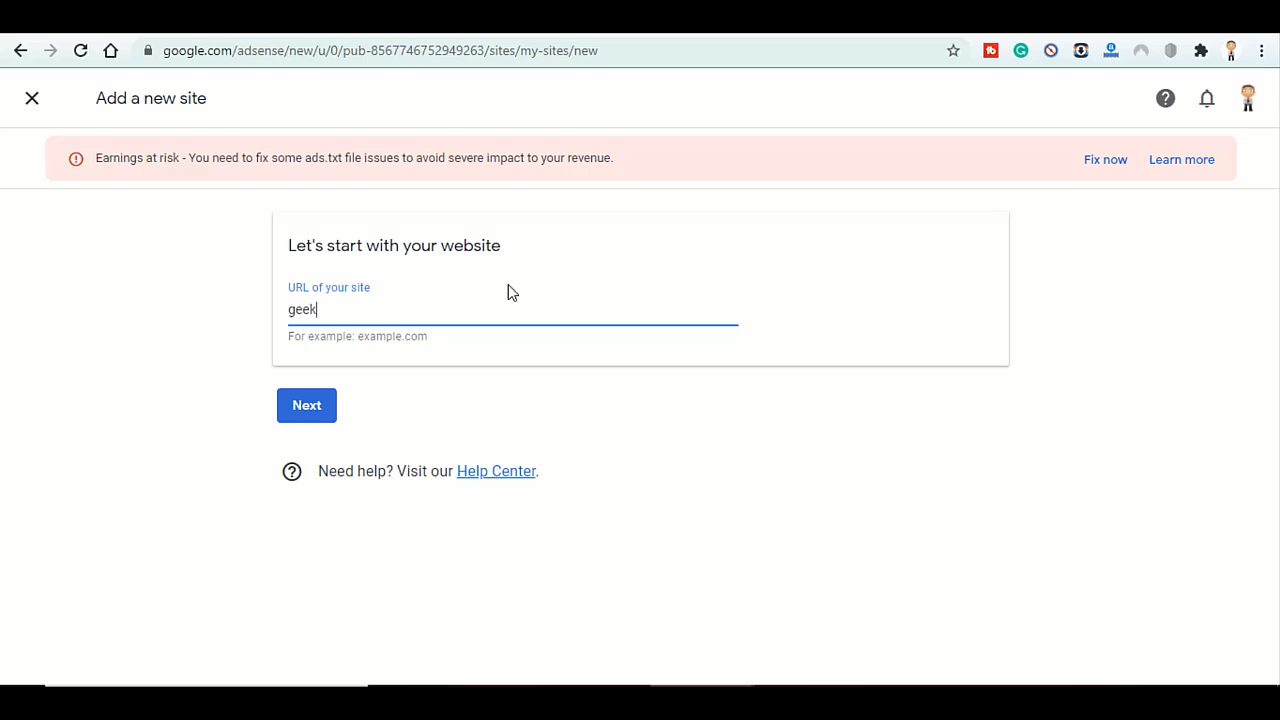 google.com/adsense/new/u/0/pub-8567746752949263/sites/my-sites/new
Add a new site
Earnings at risk - You need to fix some ads.txt file issues to avoid severe impact to your revenue.
Fix now
Learn more
Let's start with your website
URL of your site
geek
For example: example.com
Next
Need help? Visit our Help Center.